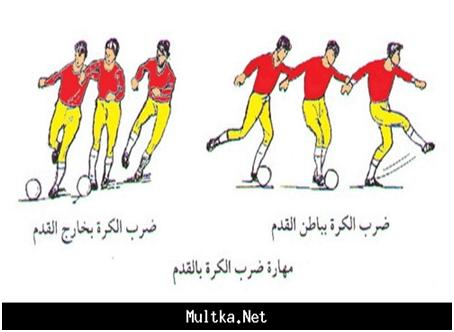 ضرب الكرة بباطن القدم
ضرب الكرة بخارج القدم
مهارة ضرب الكرة بالقدم
Multka.Net